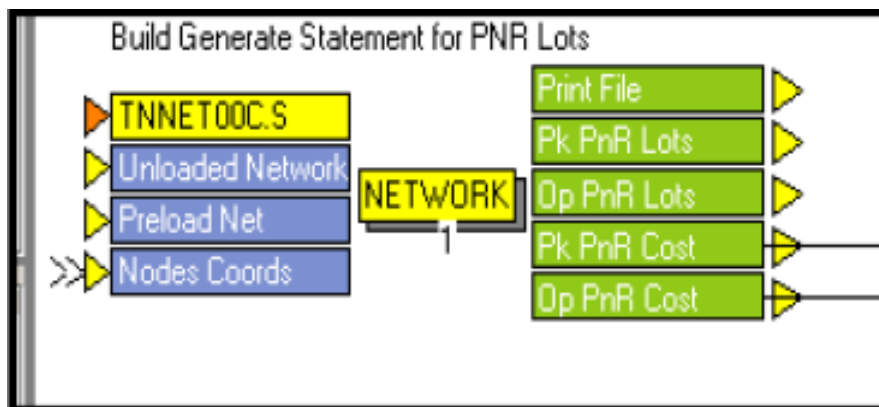 Build Generate Statement for PNR Lots
TNNET00C.S
Unloaded Network
Preload Net
Nodes Coords
NETWORK
1
Print File
Pk PnR Lots
Op PnR Lots
Pk PnR Cost
Op PnR Cost